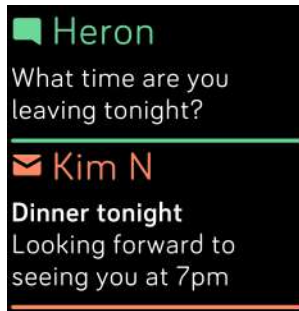 Heron
What time are you
leaving tonight?
Kim N
Dinner tonight
Looking forward to
seeing you at 7pm